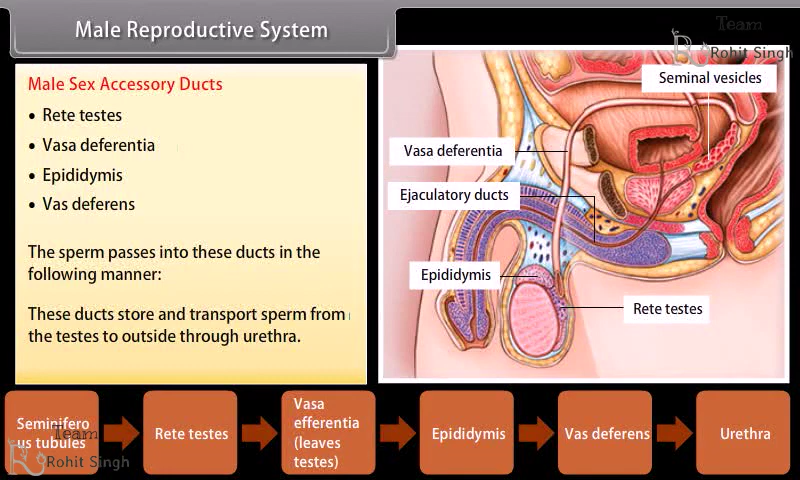 Male Reproductive System
Team
Rohit Singh
Male Sex Accessory Ducts
• Rete testes
• Vasa deferentia
• Epididymis
• Vas deferens
The sperm passes into these ducts in the
following manner:
These ducts store and transport sperm from
the testes to outside through urethra.
Seminal vesicles
Vasa deferentia
Ejaculatory ducts
Epididymis
Rete testes
Seminifero
us tubules
Rete testes
Vasa
efferentia
(leaves
testes)
Epididymis
Vas deferens
Urethra
Team
Rohit Singh